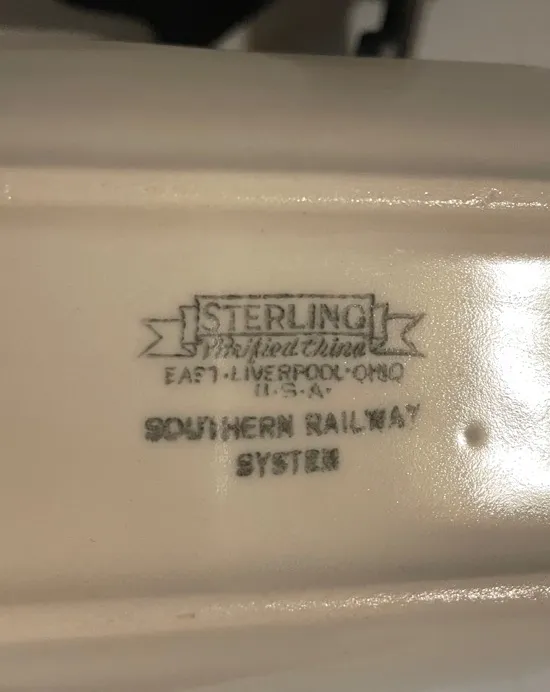 STERLING
Vitrified China
EAST·LIVERPOOL·OHIO
U·S·A·
SOUTHERN RAILWAY
SYSTEM